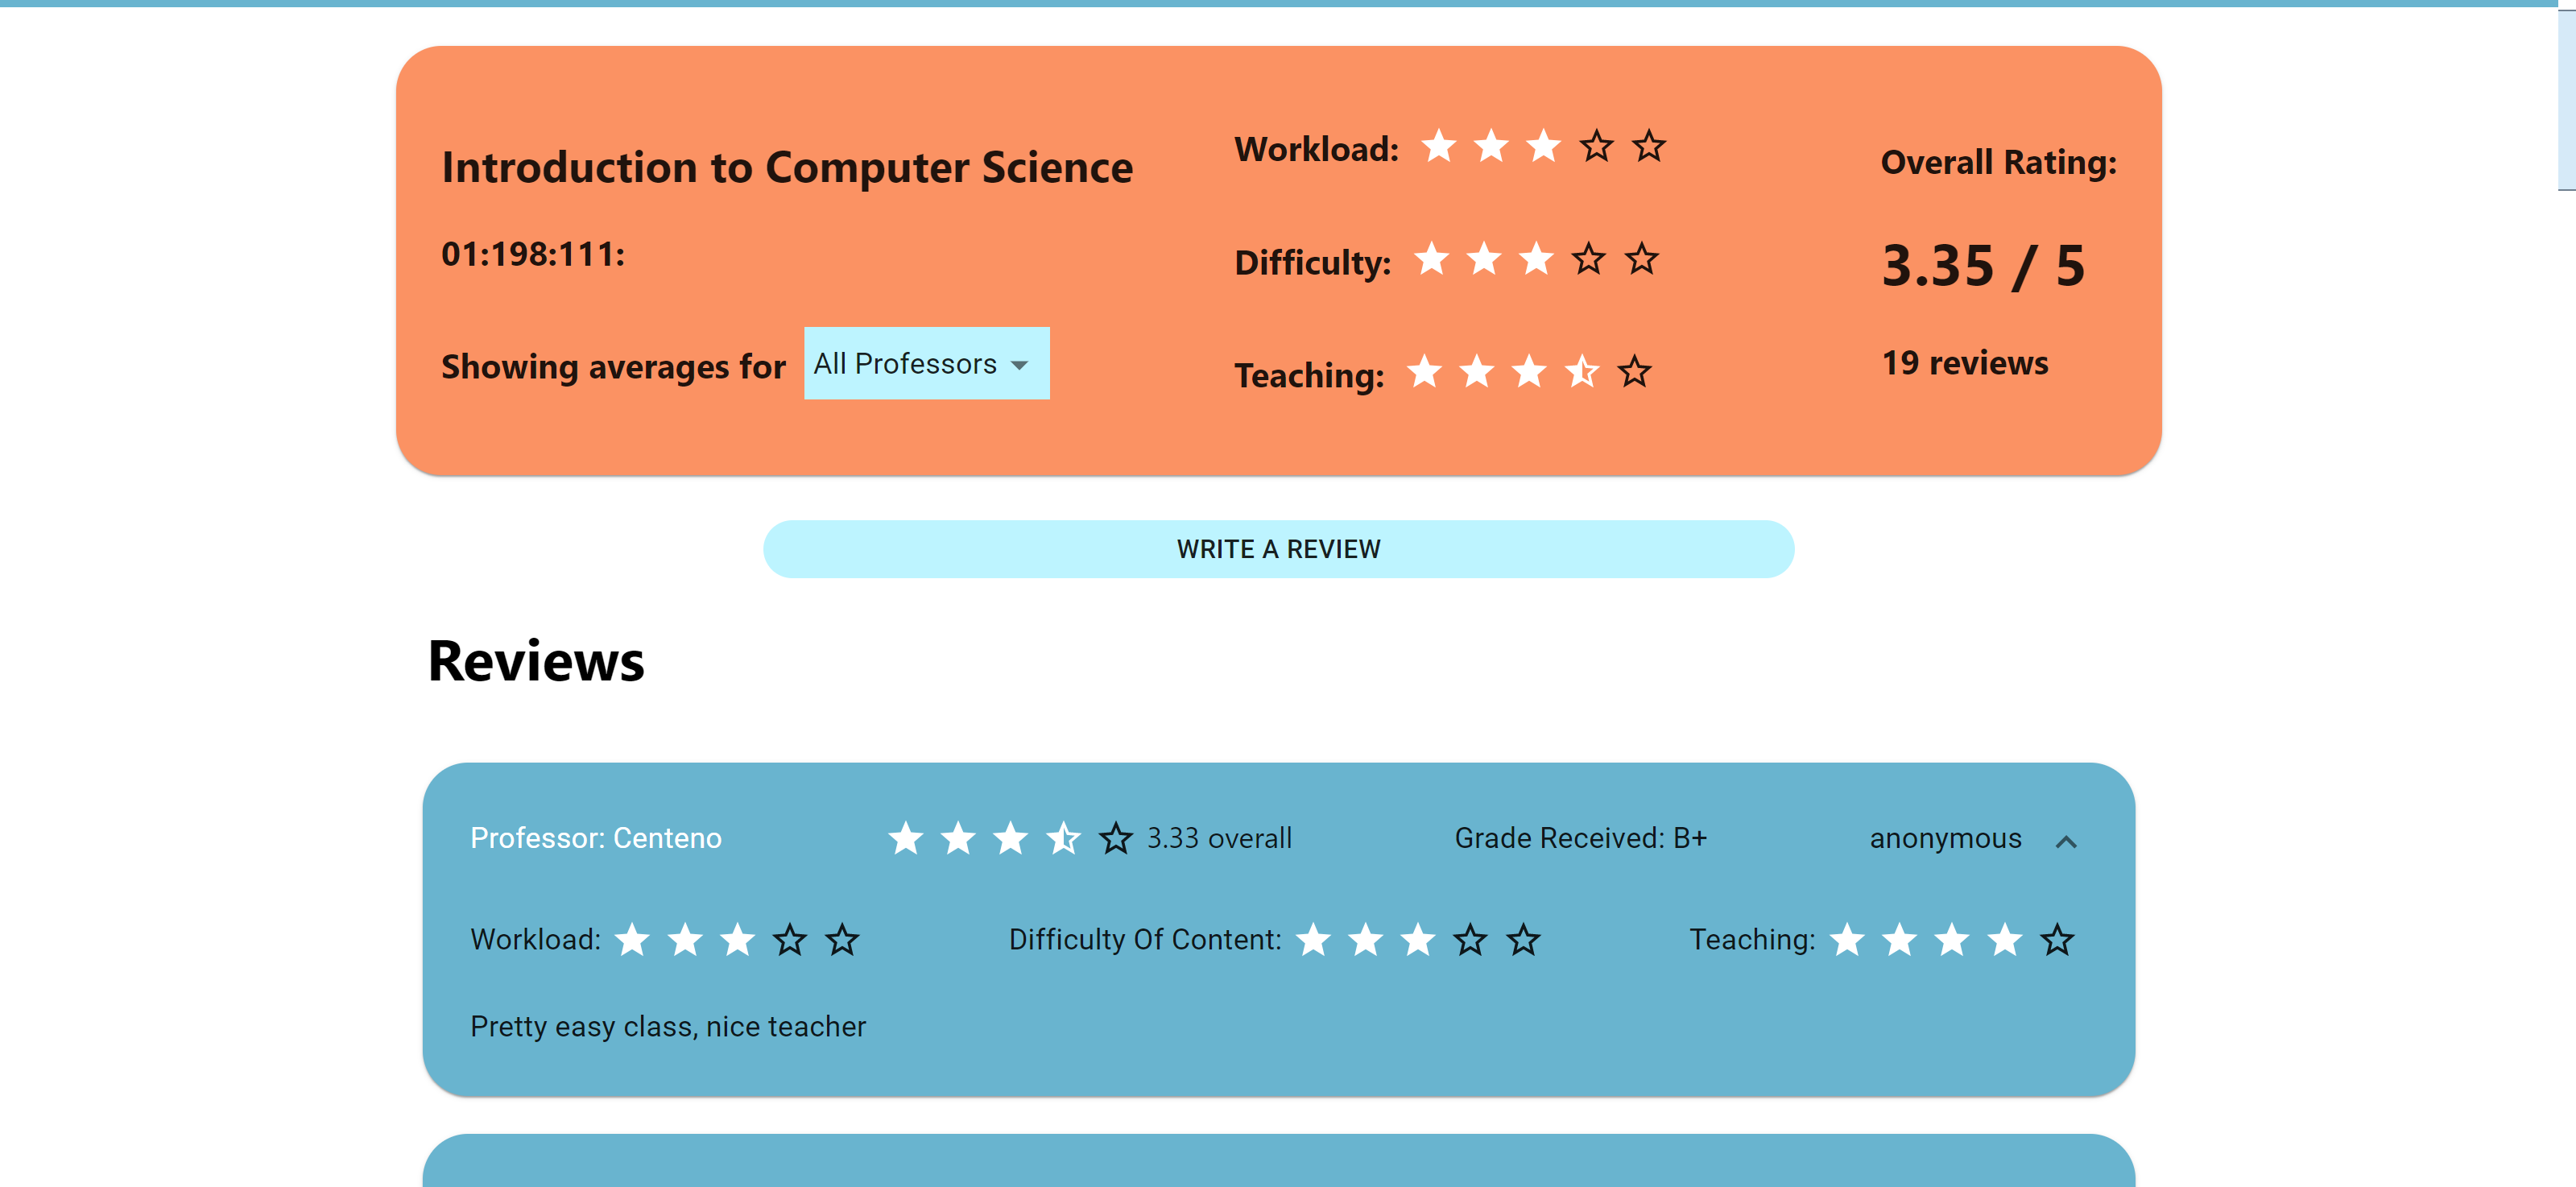 Introduction to Computer Science
01:198:111:
Showing averages for All Professors
Workload:
Difficulty:
Teaching:
Overall Rating:
3.35 / 5
19 reviews
WRITE A REVIEW
Reviews
Professor: Centeno 3.33 overall Grade Received: B+ anonymous
Workload: Difficulty Of Content: Teaching:
Pretty easy class, nice teacher